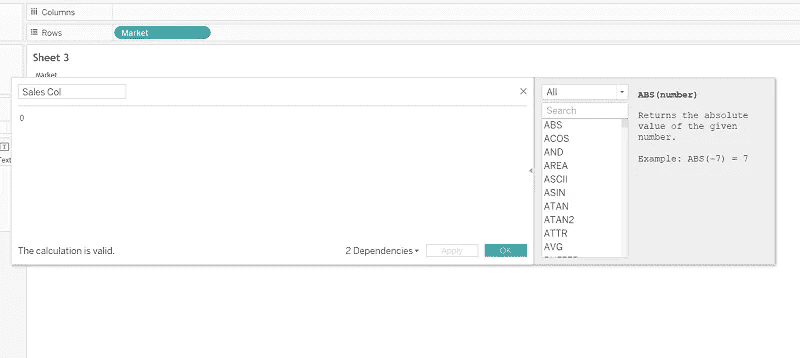 Columns
Rows
Market
Sheet 3
Market
Sales Col
0
The calculation is valid.
2 Dependencies
Apply
OK
T
Text
All
Search
ABS
ACOS
AND
AREA
ASCII
ASIN
ATAN
ATAN2
ATTR
AVG
ABS(number)
Returns the absolute
value of the given
number.
Example: ABS(-7) = 7